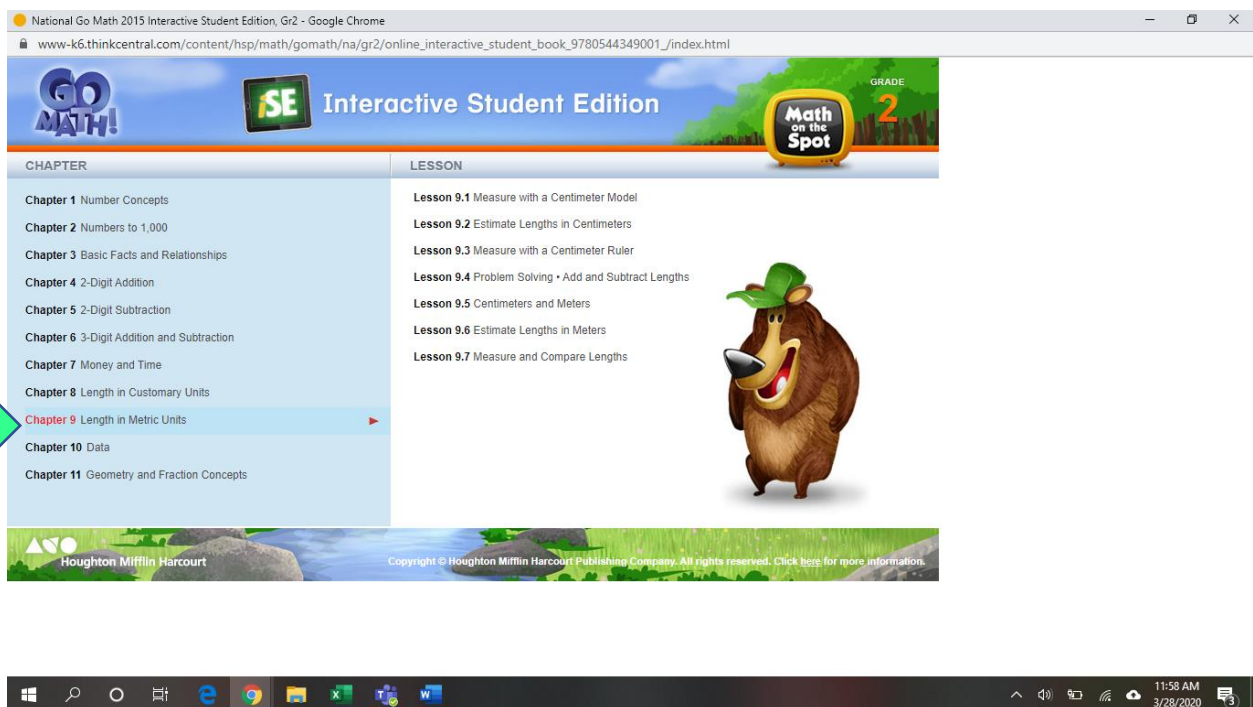 National Go Math 2015 Interactive Student Edition, Gr2 - Google Chrome
www-k6.thinkcentral.com/content/hsp/math/gomath/na/gr2/online_interactive_student_book_9780544349001_/index.html
GO MATH!
iSE Interactive Student Edition
Math on the Spot
GRADE
2
CHAPTER
Chapter 1 Number Concepts
Chapter 2 Numbers to 1,000
Chapter 3 Basic Facts and Relationships
Chapter 4 2-Digit Addition
Chapter 5 2-Digit Subtraction
Chapter 6 3-Digit Addition and Subtraction
Chapter 7 Money and Time
Chapter 8 Length in Customary Units
Chapter 9 Length in Metric Units
Chapter 10 Data
Chapter 11 Geometry and Fraction Concepts
LESSON
Lesson 9.1 Measure with a Centimeter Model
Lesson 9.2 Estimate Lengths in Centimeters
Lesson 9.3 Measure with a Centimeter Ruler
Lesson 9.4 Problem Solving • Add and Subtract Lengths
Lesson 9.5 Centimeters and Meters
Lesson 9.6 Estimate Lengths in Meters
Lesson 9.7 Measure and Compare Lengths
Houghton Mifflin Harcourt
Copyright © Houghton Mifflin Harcourt Publishing Company. All rights reserved. Click here for more information.
11:58 AM
3/28/2020
3